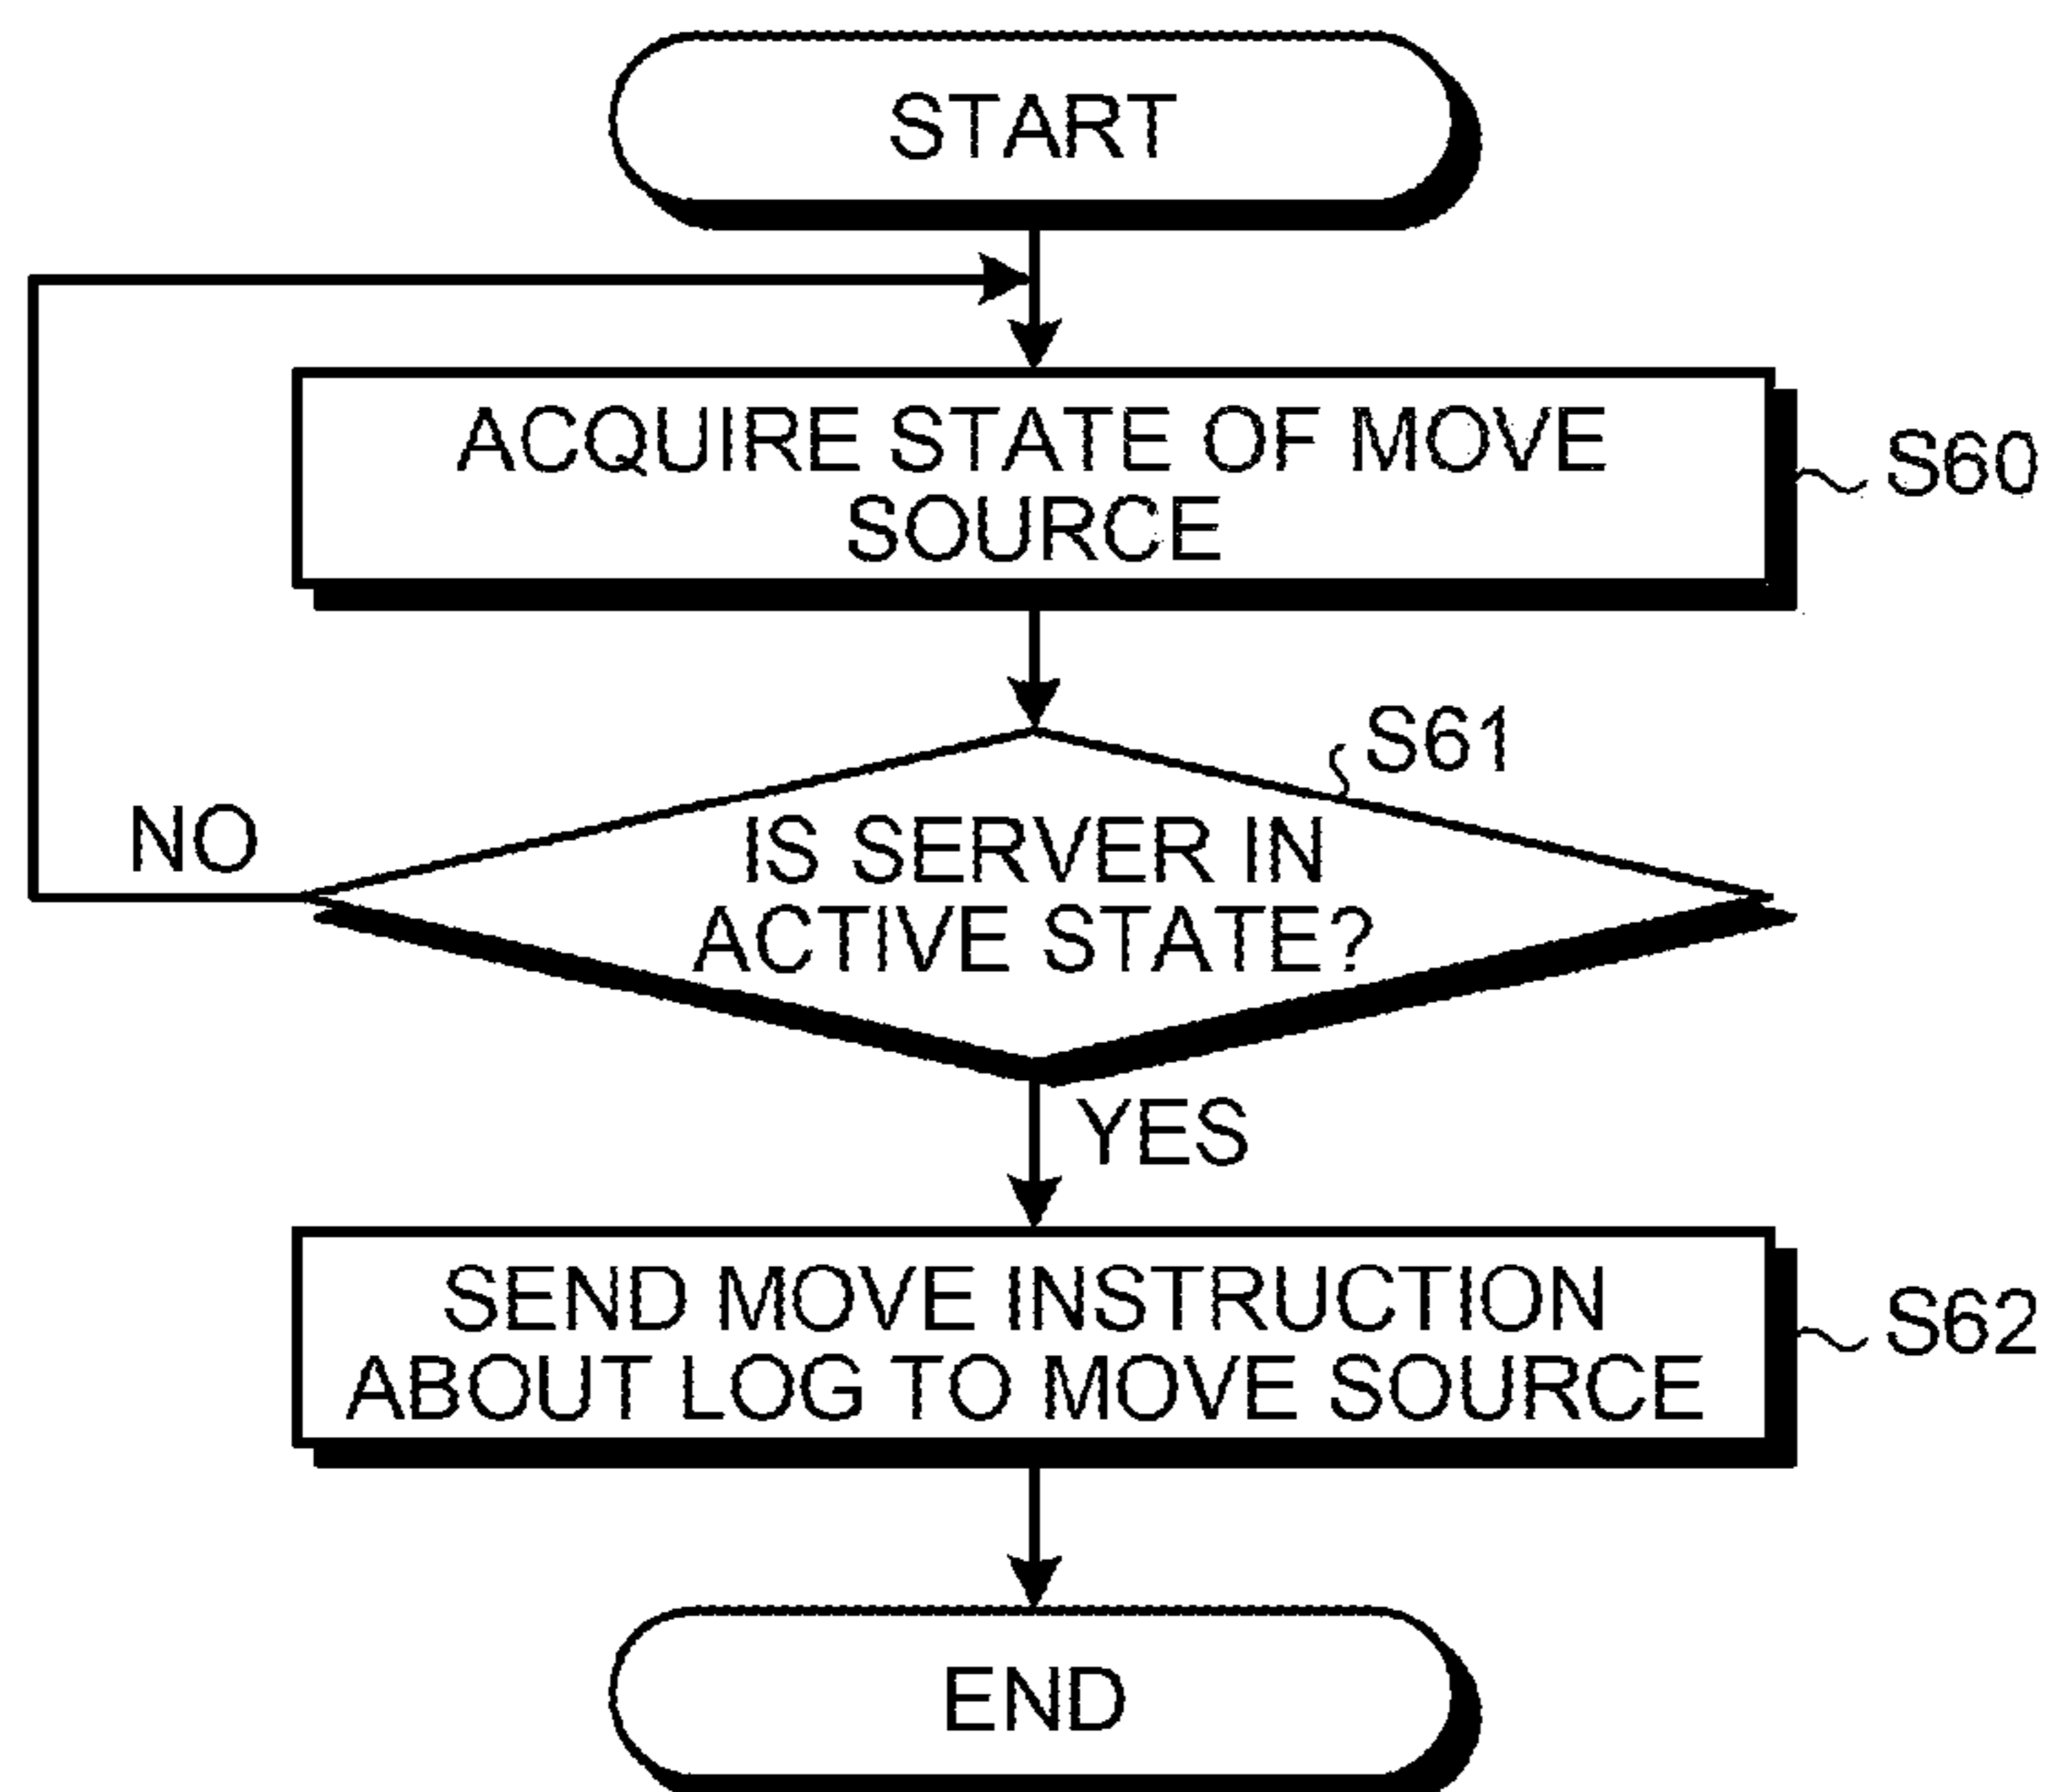 START
ACQUIRE STATE OF MOVE
SOURCE
S60
S61
IS SERVER IN
ACTIVE STATE?
NO
YES
SEND MOVE INSTRUCTION
ABOUT LOG TO MOVE SOURCE
S62
END